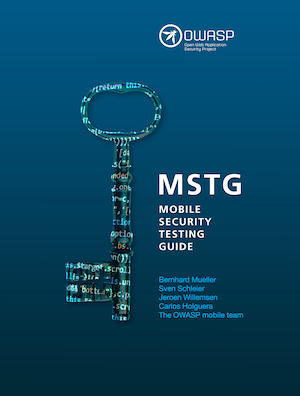 OWASP
Open Web Application
Security Project
MSTG
MOBILE
SECURITY
TESTING
GUIDE
Bernhard Mueller
Sven Schleier
Jeroen Willemsen
Carlos Holguera
The OWASP mobile team